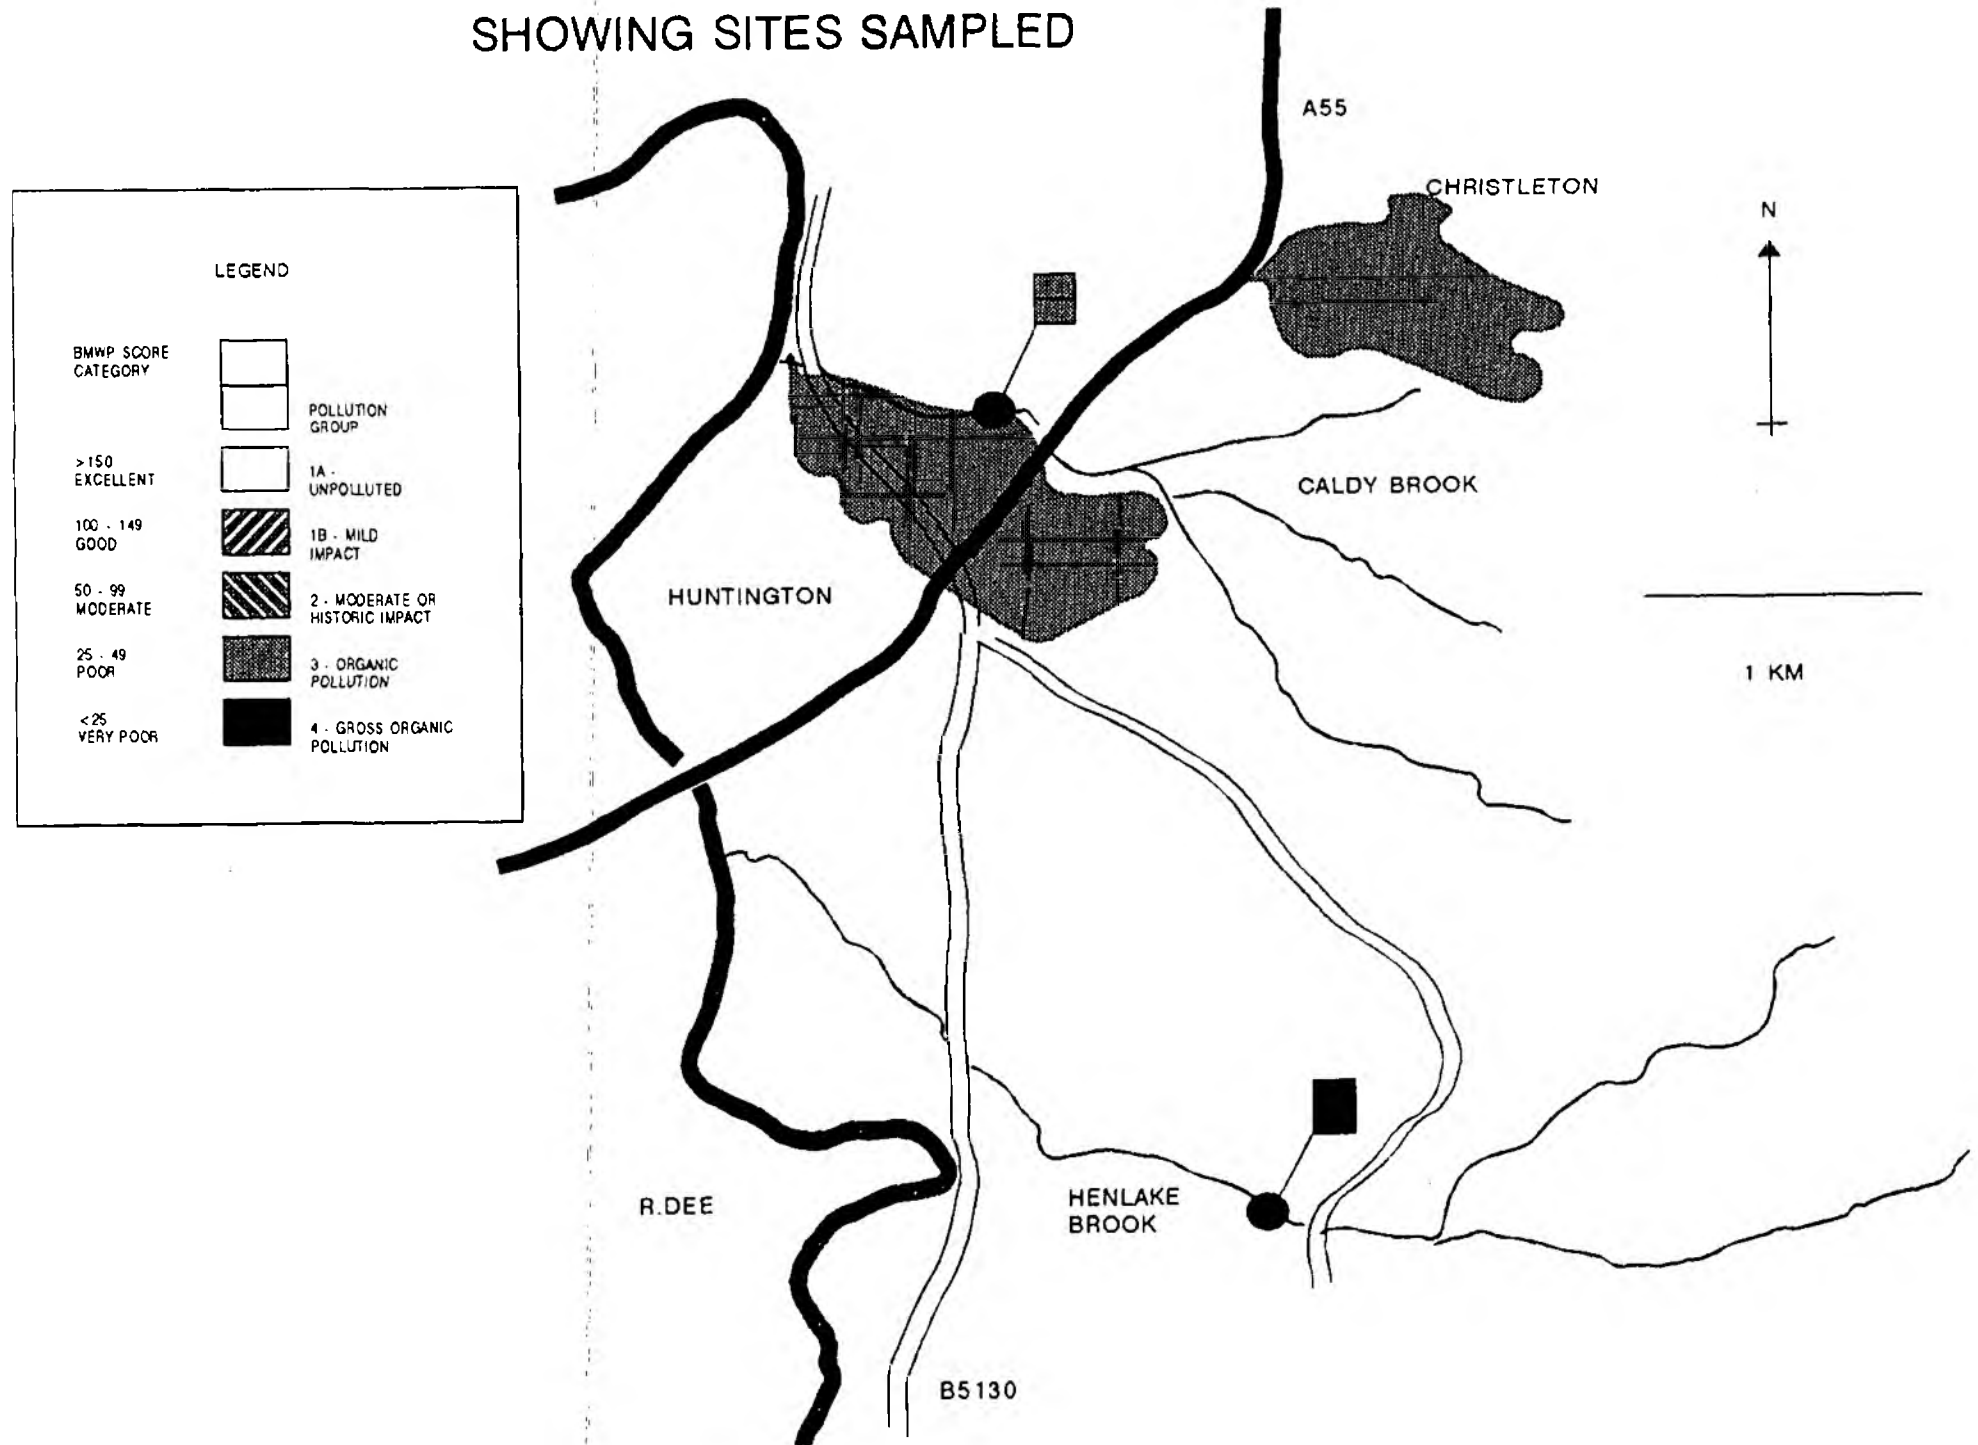 SHOWING SITES SAMPLED
A55
CHRISTLETON
N
LEGEND
BMWP SCORE
CATEGORY
POLLUTION
GROUP
>150
EXCELLENT
1A -
UNPOLLUTED
100 - 149
GOOD
1B - MILD
IMPACT
50 - 99
MODERATE
2 - MODERATE OR
HISTORIC IMPACT
25 - 49
POOR
3 - ORGANIC
POLLUTION
<25
VERY POOR
4 - GROSS ORGANIC
POLLUTION
CALDY BROOK
HUNTINGTON
1 KM
R.DEE
HENLAKE
BROOK
B5130